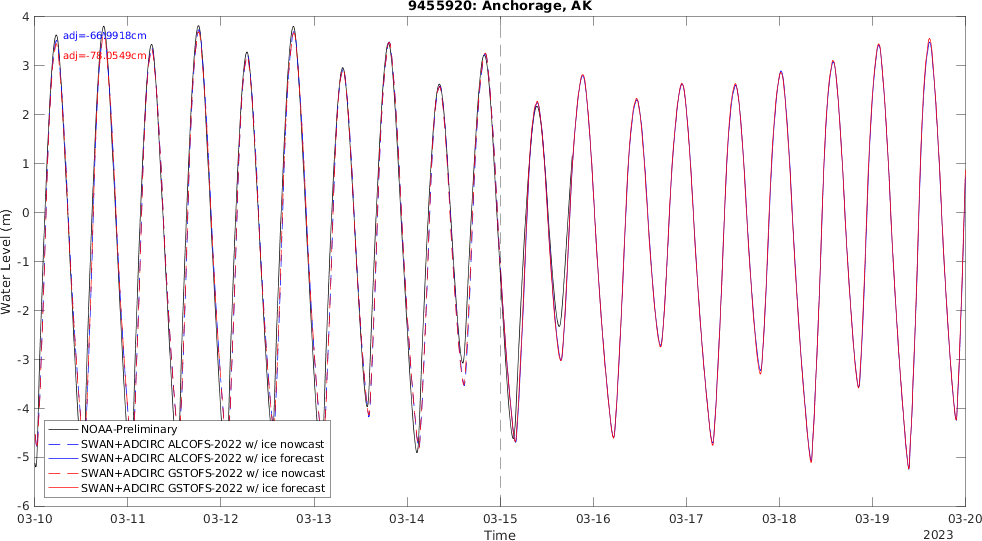 9455920: Anchorage, AK
adj=-66.9918cm
adj=-78.0549cm
Water Level (m)
4
3
2
1
0
-1
-2
-3
-4
-5
-6
NOAA-Preliminary
SWAN+ADCIRC ALCOFS-2022 w/ ice nowcast
SWAN+ADCIRC ALCOFS-2022 w/ ice forecast
SWAN+ADCIRC GSTOFS-2022 w/ ice nowcast
SWAN+ADCIRC GSTOFS-2022 w/ ice forecast
03-10 03-11 03-12 03-13 03-14 03-15 03-16 03-17 03-18 03-19 03-20
Time
2023